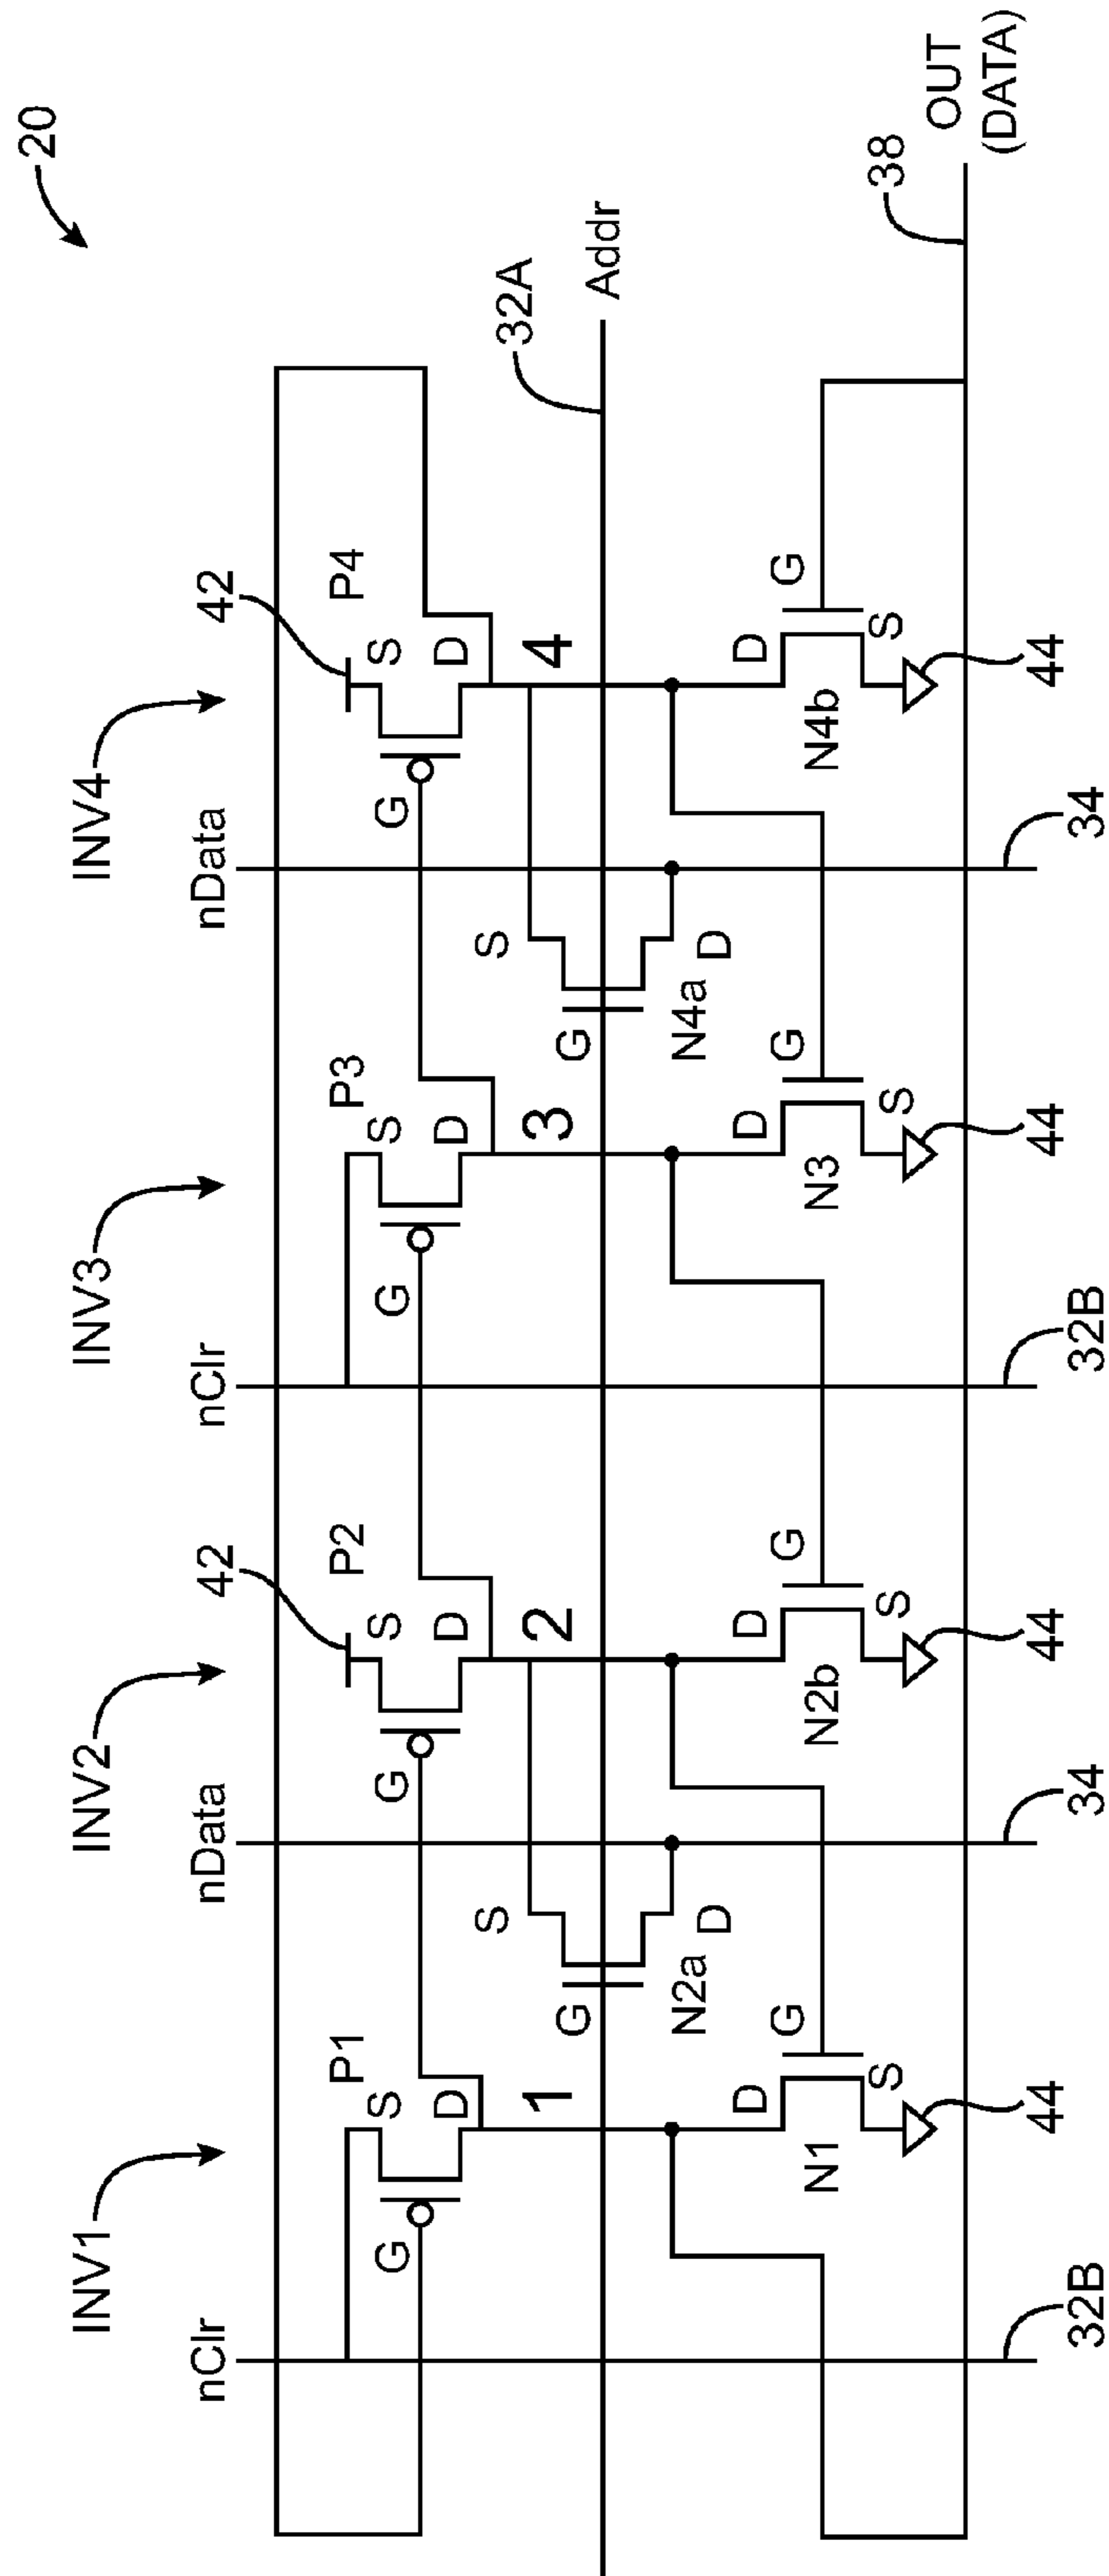 20
INV1
INV2
INV3
INV4
nClr
nData
42
nClr
nData
42
P1
P2
P3
P4
S
S
S
S
G
D
G
D
G
D
G
D
1
2
3
4
32A
S
S
G
G
Addr
N2a
D
N4a
D
D
G
D
G
D
G
D
G
N1
N2b
N3
N4b
S
S
S
S
38
OUT
(DATA)
32B
44
34
44
32B
44
34
44